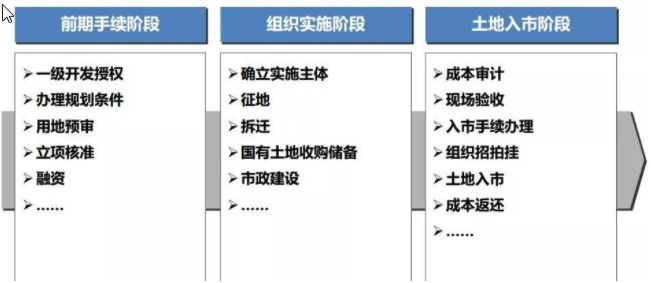 前期手续阶段
➢一级开发授权
➢办理规划条件
➢用地预审
➢立项核准
➢融资
➢......
组织实施阶段
➢确立实施主体
➢征地
➢拆迁
➢国有土地收购储备
➢市政建设
➢......
土地入市阶段
➢成本审计
➢现场验收
➢入市手续办理
➢组织招拍挂
➢土地入市
➢成本返还
➢......